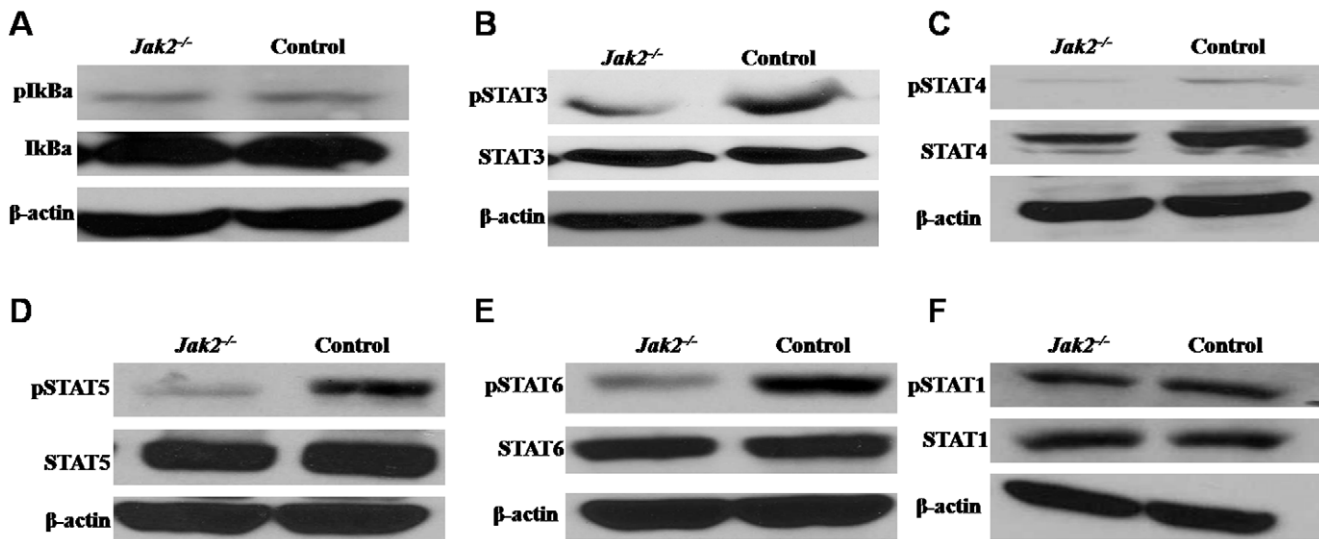 A
Jak2-/- Control
pIkBa
IkBa
β-actin
B
Jak2-/- Control
pSTAT3
STAT3
β-actin
C
Jak2-/- Control
pSTAT4
STAT4
β-actin
D
Jak2-/- Control
pSTAT5
STAT5
β-actin
E
Jak2-/- Control
pSTAT6
STAT6
β-actin
F
Jak2-/- Control
pSTAT1
STAT1
β-actin